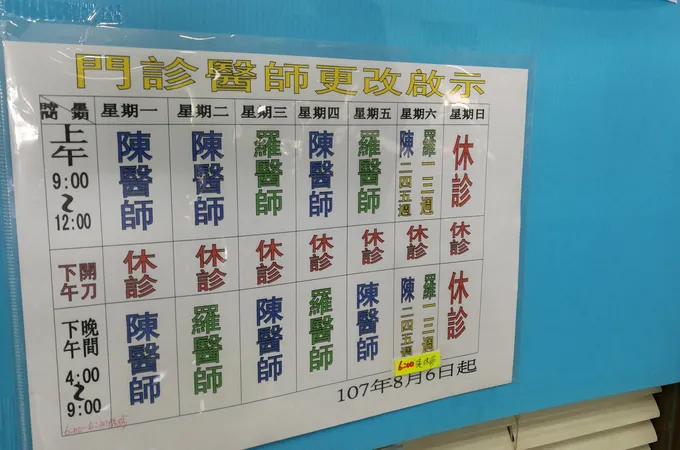 門診醫師更改啟示
星期一 星期二 星期三 星期四 星期五 星期六 星期日
上午 9:00 ~ 12:00 陳醫師 陳醫師 羅醫師 陳醫師 羅醫師 陳二四五週 羅一三週 休診
下午開刀 休診 休診 休診 休診 休診 休診 休診
下午晚間 4:00 ~ 9:00 陳醫師 羅醫師 陳醫師 羅醫師 陳醫師 陳二四五週 羅一三週 休診
6:00
107年8月6日起